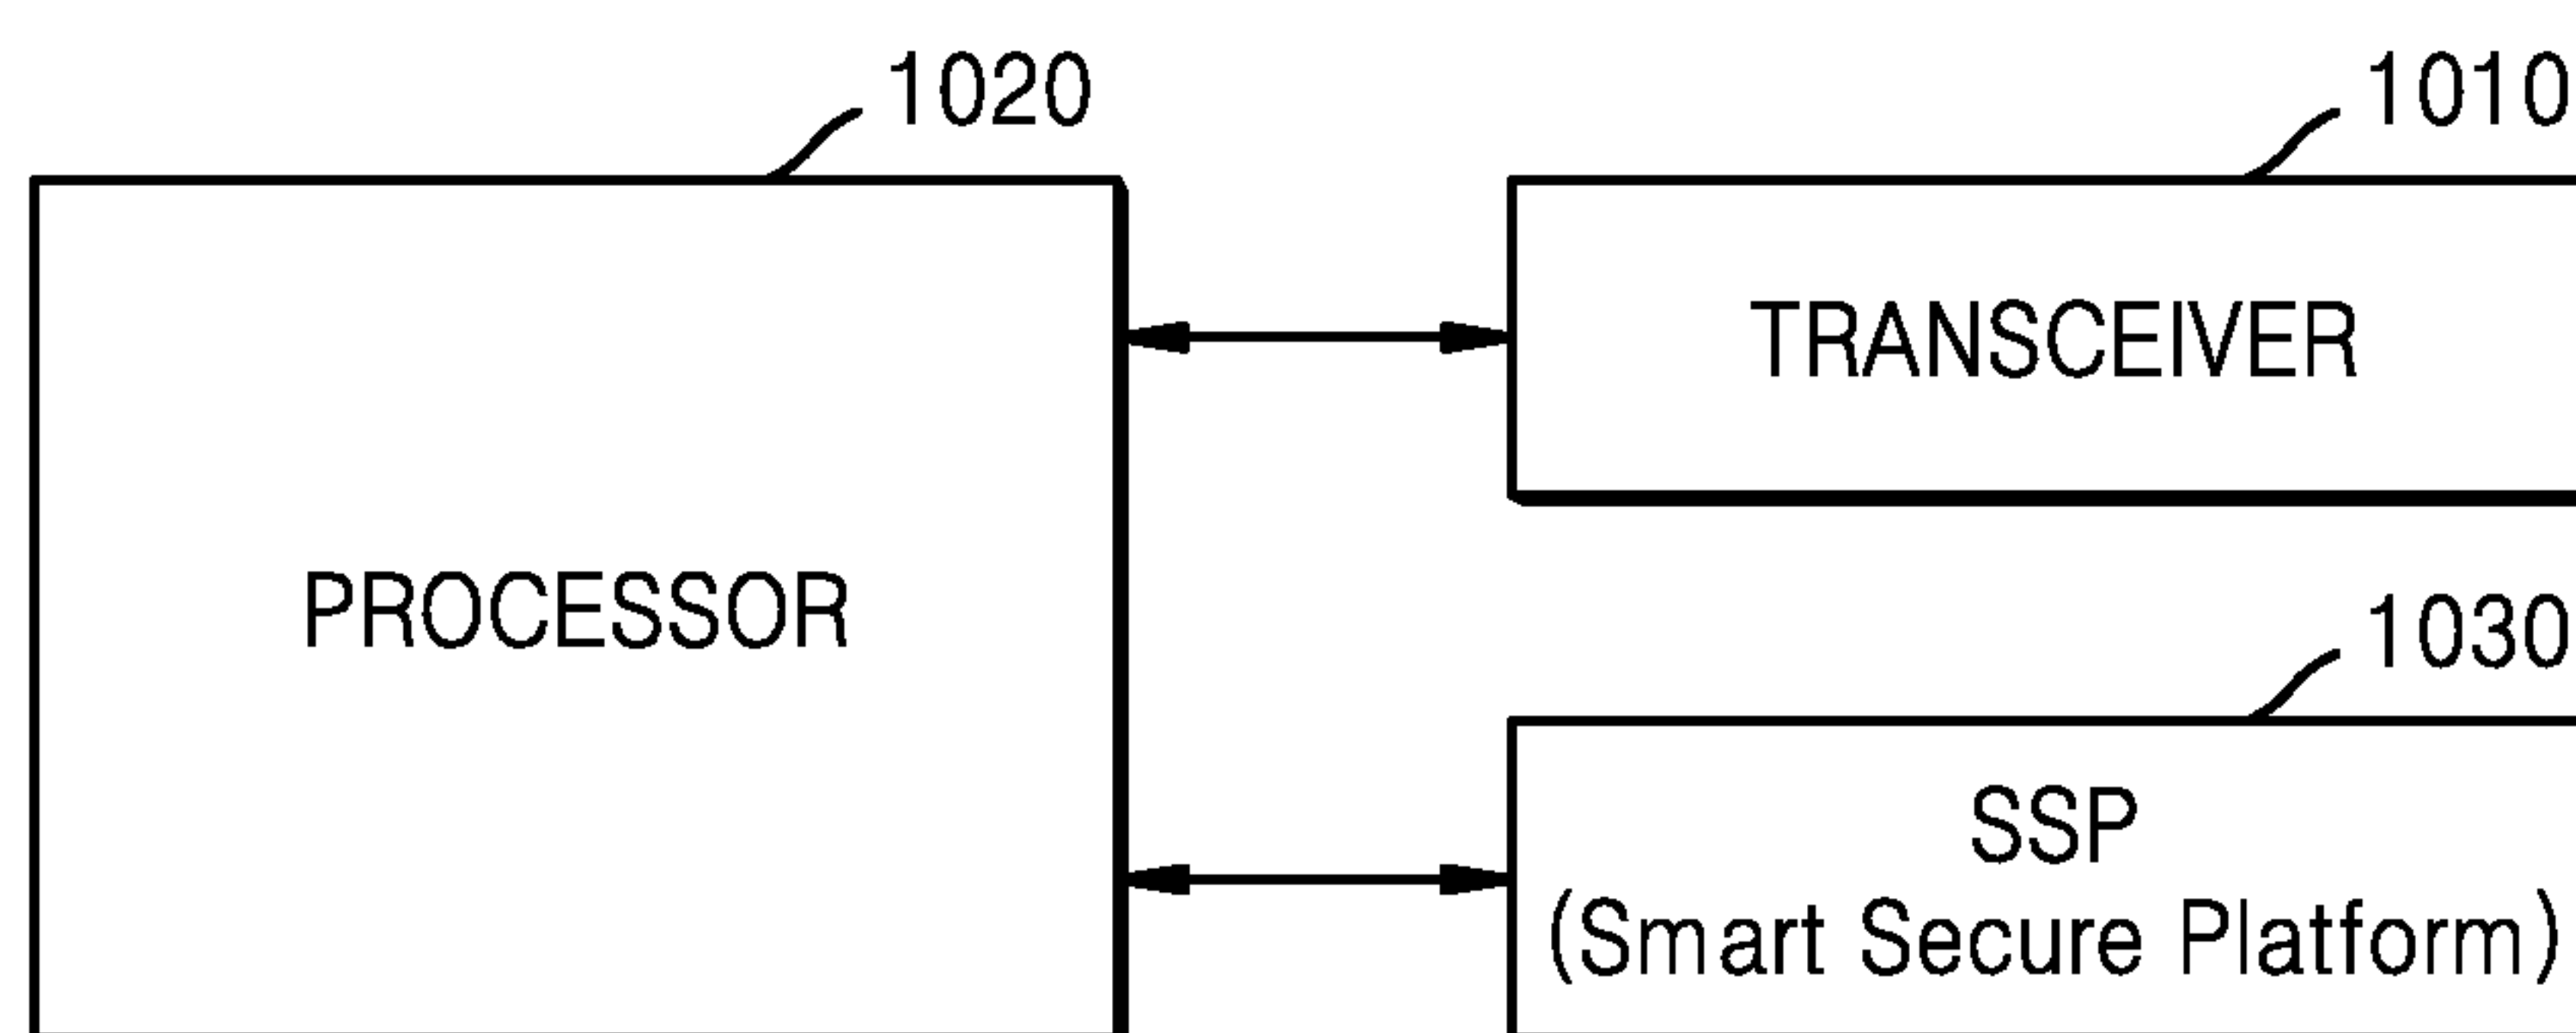 1020
1010
TRANSCEIVER
PROCESSOR
1030
SSP
(Smart Secure Platform)